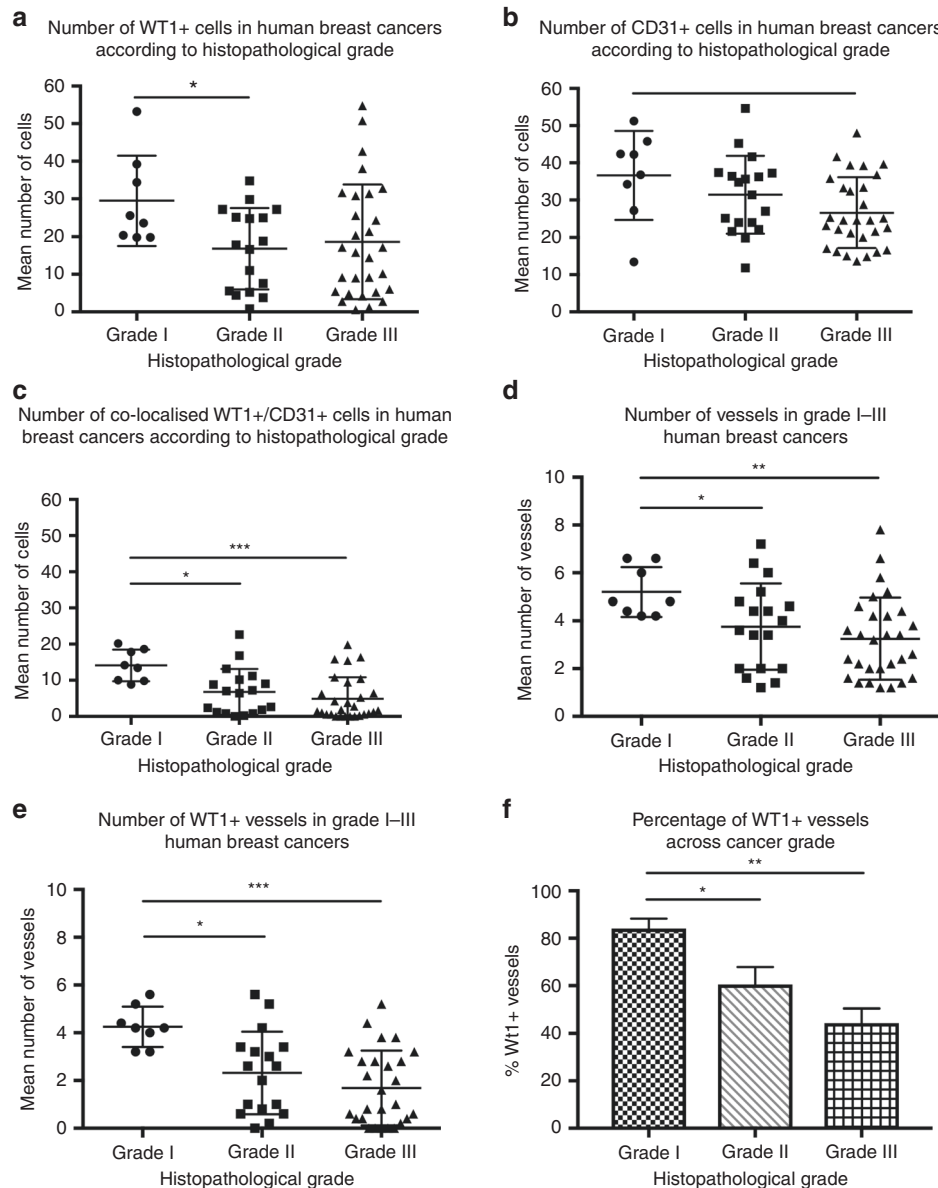 a
Number of WT1+ cells in human breast cancers
according to histopathological grade
Mean number of cells
60
50
40
30
20
10
0
*
Grade I Grade II Grade III
Histopathological grade
b
Number of CD31+ cells in human breast cancers
according to histopathological grade
Mean number of cells
60
50
40
30
20
10
0
Grade I Grade II Grade III
Histopathological grade
c
Number of co-localised WT1+/CD31+ cells in human
breast cancers according to histopathological grade
Mean number of cells
60
50
40
30
20
10
0
***
*
Grade I Grade II Grade III
Histopathological grade
d
Number of vessels in grade I–III
human breast cancers
Mean number of vessels
10
8
6
4
2
0
**
*
Grade I Grade II Grade III
Histopathological grade
e
Number of WT1+ vessels in grade I–III
human breast cancers
Mean number of vessels
10
8
6
4
2
0
***
*
Grade I Grade II Grade III
Histopathological grade
f
Percentage of WT1+ vessels
across cancer grade
% Wt1+ vessels
100
80
60
40
20
0
**
*
Grade I Grade II Grade III
Histopathological grade